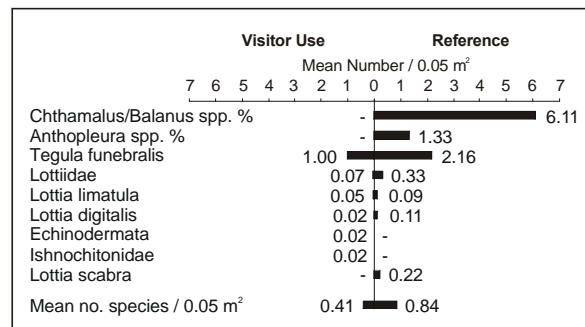 Visitor Use Reference
Mean Number / 0.05 m²
7 6 5 4 3 2 1 0 1 2 3 4 5 6 7
Chthamalus/Balanus spp. % - 6.11
Anthopleura spp. % - 1.33
Tegula funebralis 1.00 2.16
Lottiidae 0.07 0.33
Lottia limatula 0.05 0.09
Lottia digitalis 0.02 0.11
Echinodermata 0.02 -
Ishnochitonidae 0.02 -
Lottia scabra - 0.22
Mean no. species / 0.05 m² 0.41 0.84